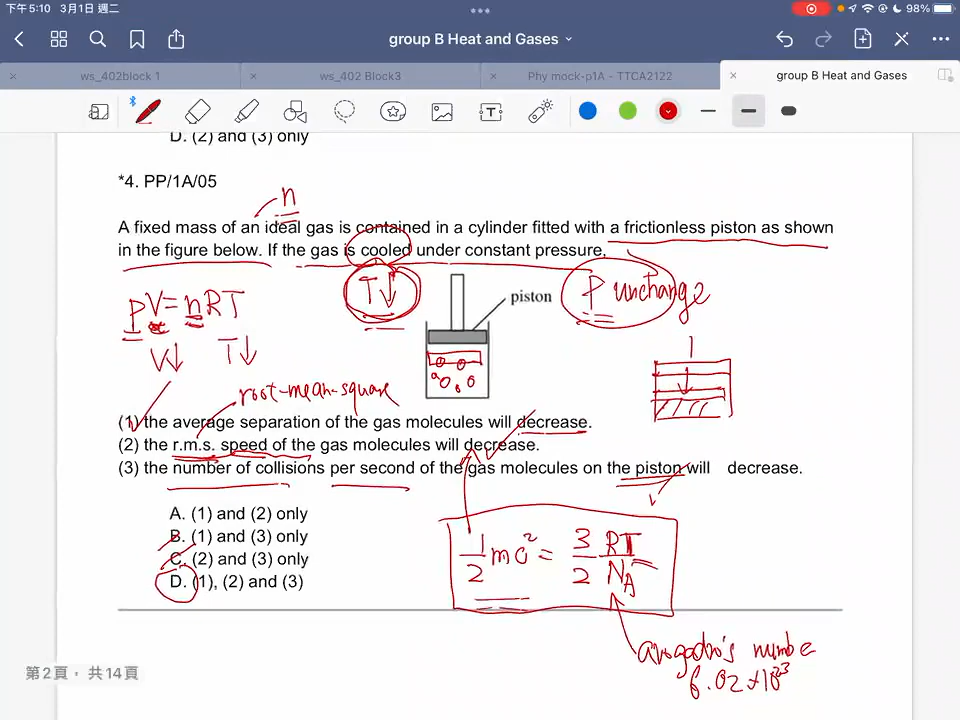 下午5:10 3月1日 週二
98%
group B Heat and Gases
ws_402block 1
ws_402 Block3
Phy mock-p1A - TTCA2122
group B Heat and Gases
D. (2) and (3) only
*4. PP/1A/05
n
A fixed mass of an ideal gas is contained in a cylinder fitted with a frictionless piston as shown
in the figure below. If the gas is cooled under constant pressure,
T↓
P unchange
piston
PV = nRT
V↓ T↓
root-mean-square
(1) the average separation of the gas molecules will decrease.
(2) the r.m.s. speed of the gas molecules will decrease.
(3) the number of collisions per second of the gas molecules on the piston will decrease.
A. (1) and (2) only
B. (1) and (3) only
C. (2) and (3) only
D. (1), (2) and (3)
1/2 mc² = 3/2 RT/N_A
avogadro's numbe
6.02 × 10²³
第2頁，共14頁